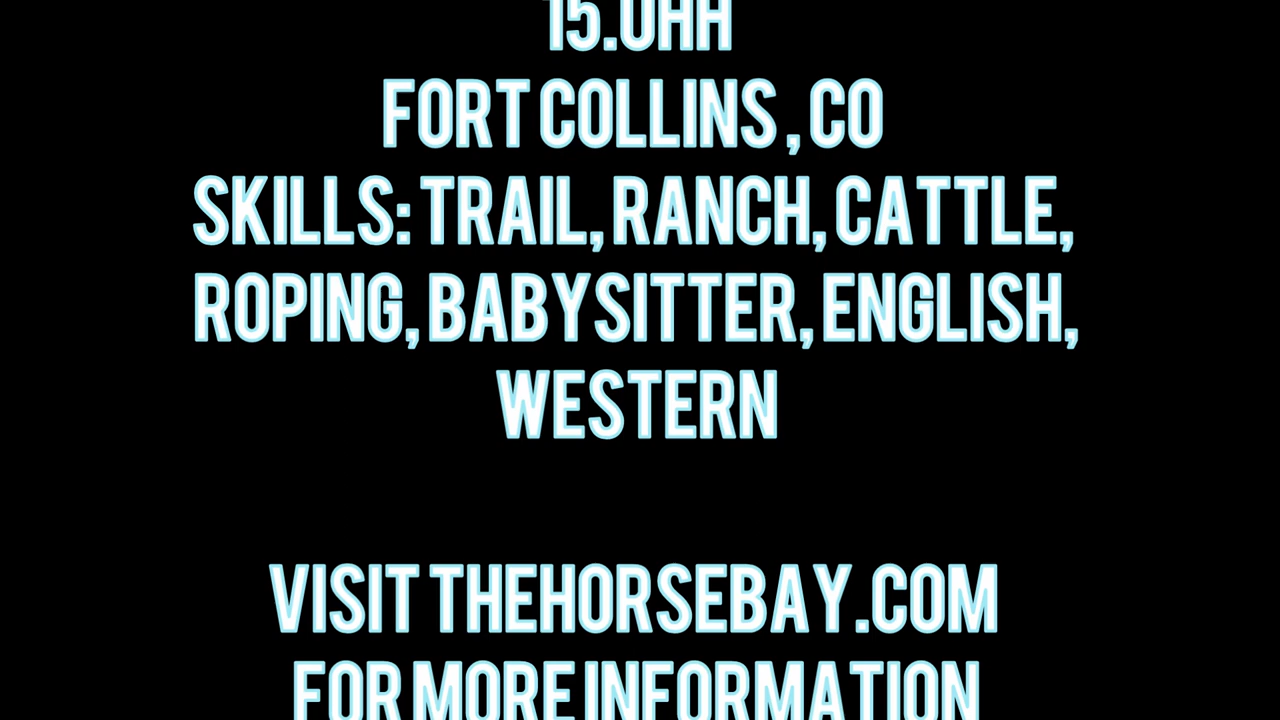 15.0HH
FORT COLLINS , CO
SKILLS: TRAIL, RANCH, CATTLE,
ROPING, BABYSITTER, ENGLISH,
WESTERN
VISIT THEHORSEBAY.COM
FOR MORE INFORMATION